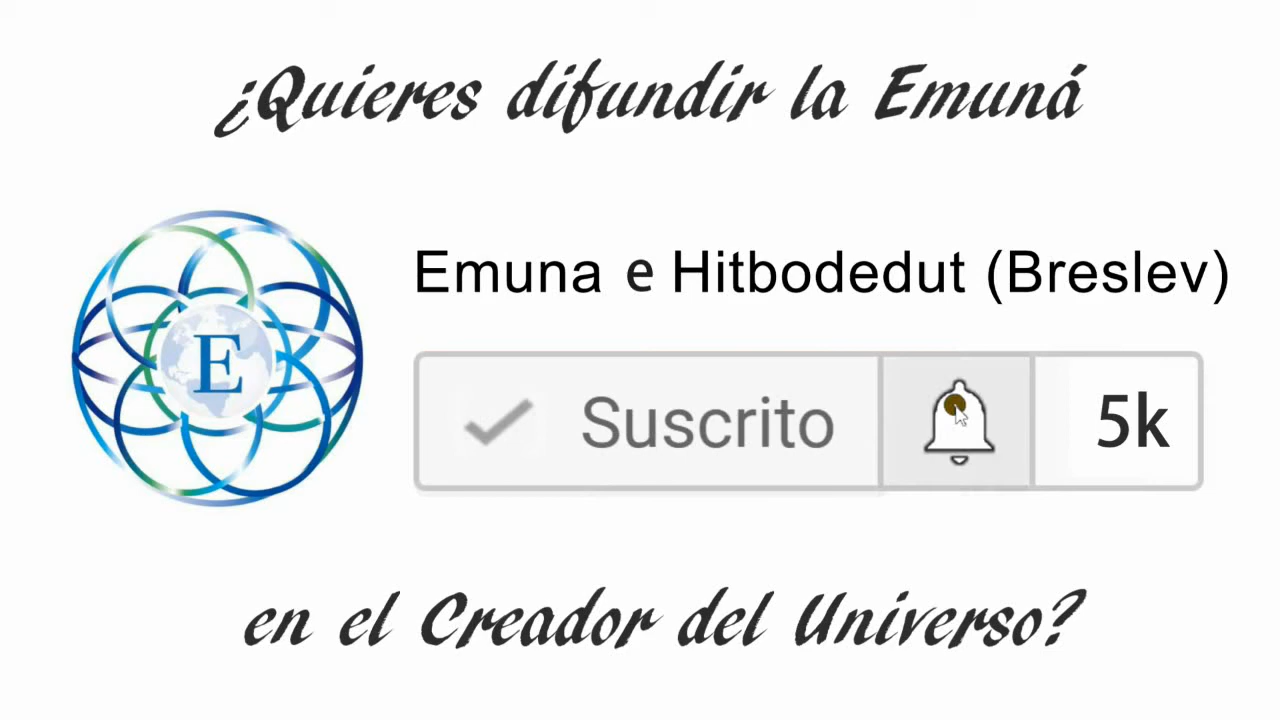 ¿Quieres difundir la Emuná
E
Emuna e Hitbodedut (Breslev)
Suscrito
5k
en el Creador del Universo?